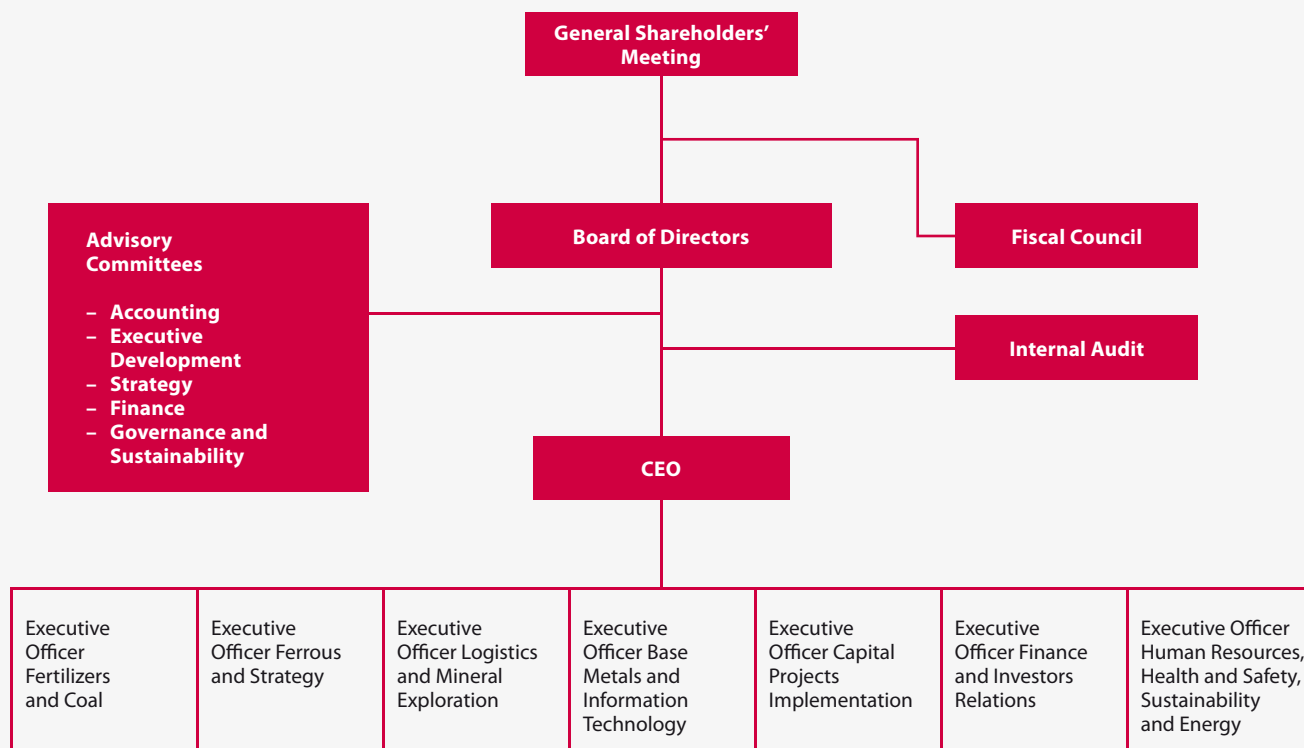 General Shareholders’
Meeting
Board of Directors
Fiscal Council
Advisory
Committees
– Accounting
– Executive
Development
– Strategy
– Finance
– Governance and
Sustainability
Internal Audit
CEO
Executive
Officer
Fertilizers
and Coal
Executive
Officer Ferrous
and Strategy
Executive
Officer Logistics
and Mineral
Exploration
Executive
Officer Base
Metals and
Information
Technology
Executive
Officer Capital
Projects
Implementation
Executive
Officer Finance
and Investors
Relations
Executive Officer
Human Resources,
Health and Safety,
Sustainability
and Energy